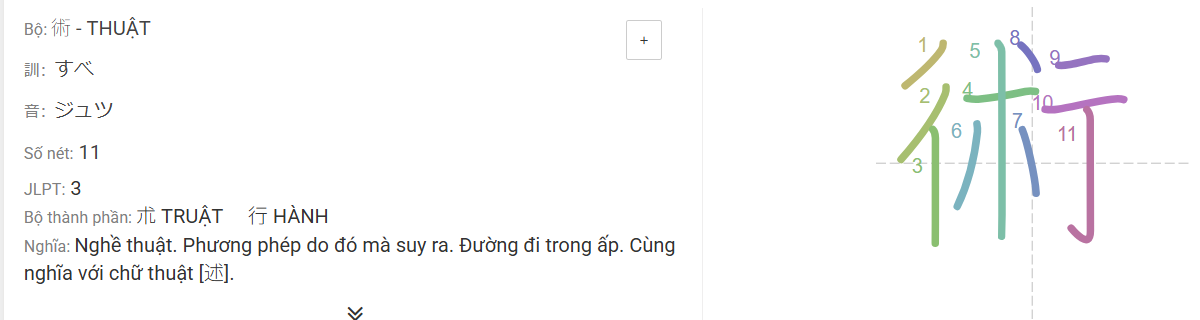 Bộ: 術 - THUẬT
+
訓: すべ
音: ジュツ
Số nét: 11
JLPT: 3
Bộ thành phần: 朮 TRUẬT 行 HÀNH
Nghĩa: Nghề thuật. Phương phép do đó mà suy ra. Đường đi trong ấp. Cùng
nghĩa với chữ thuật [述].
術
1
2
3
4
5
6
7
8
9
10
11